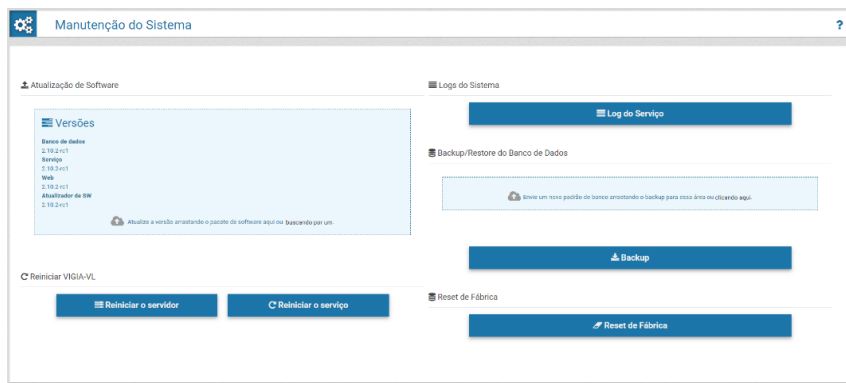 Manutenção do Sistema
?
Atualização de Software
Versões
Banco de dados
2.10.2-rc1
Serviço
2.10.2-rc1
Web
2.10.2-rc1
Atualizador de SW
2.10.2-rc1
Atualize a versão arrastando o pacote de software aqui ou buscando por um.
Reiniciar VIGIA-VL
Reiniciar o servidor
Reiniciar o serviço
Logs do Sistema
Log do Serviço
Backup/Restore do Banco de Dados
Envie um novo padrão de banco arrastando o backup para essa área ou clicando aqui.
Backup
Reset de Fábrica
Reset de Fábrica